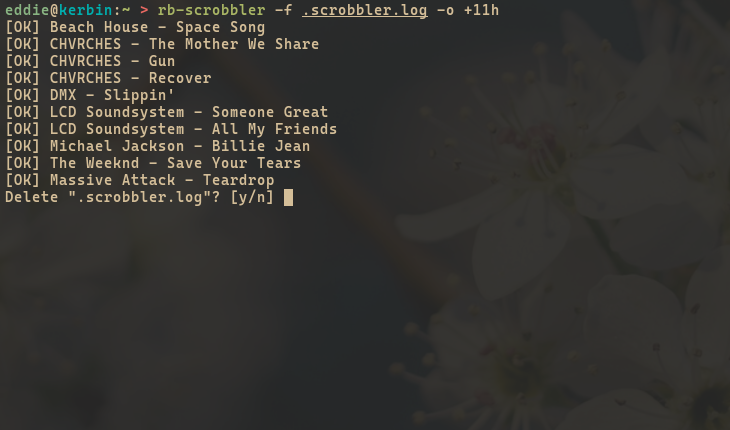 eddie@kerbin:~ > rb-scrobbler -f .scrobbler.log -o +11h
[OK] Beach House - Space Song
[OK] CHVRCHES - The Mother We Share
[OK] CHVRCHES - Gun
[OK] CHVRCHES - Recover
[OK] DMX - Slippin'
[OK] LCD Soundsystem - Someone Great
[OK] LCD Soundsystem - All My Friends
[OK] Michael Jackson - Billie Jean
[OK] The Weeknd - Save Your Tears
[OK] Massive Attack - Teardrop
Delete ".scrobbler.log"? [y/n]